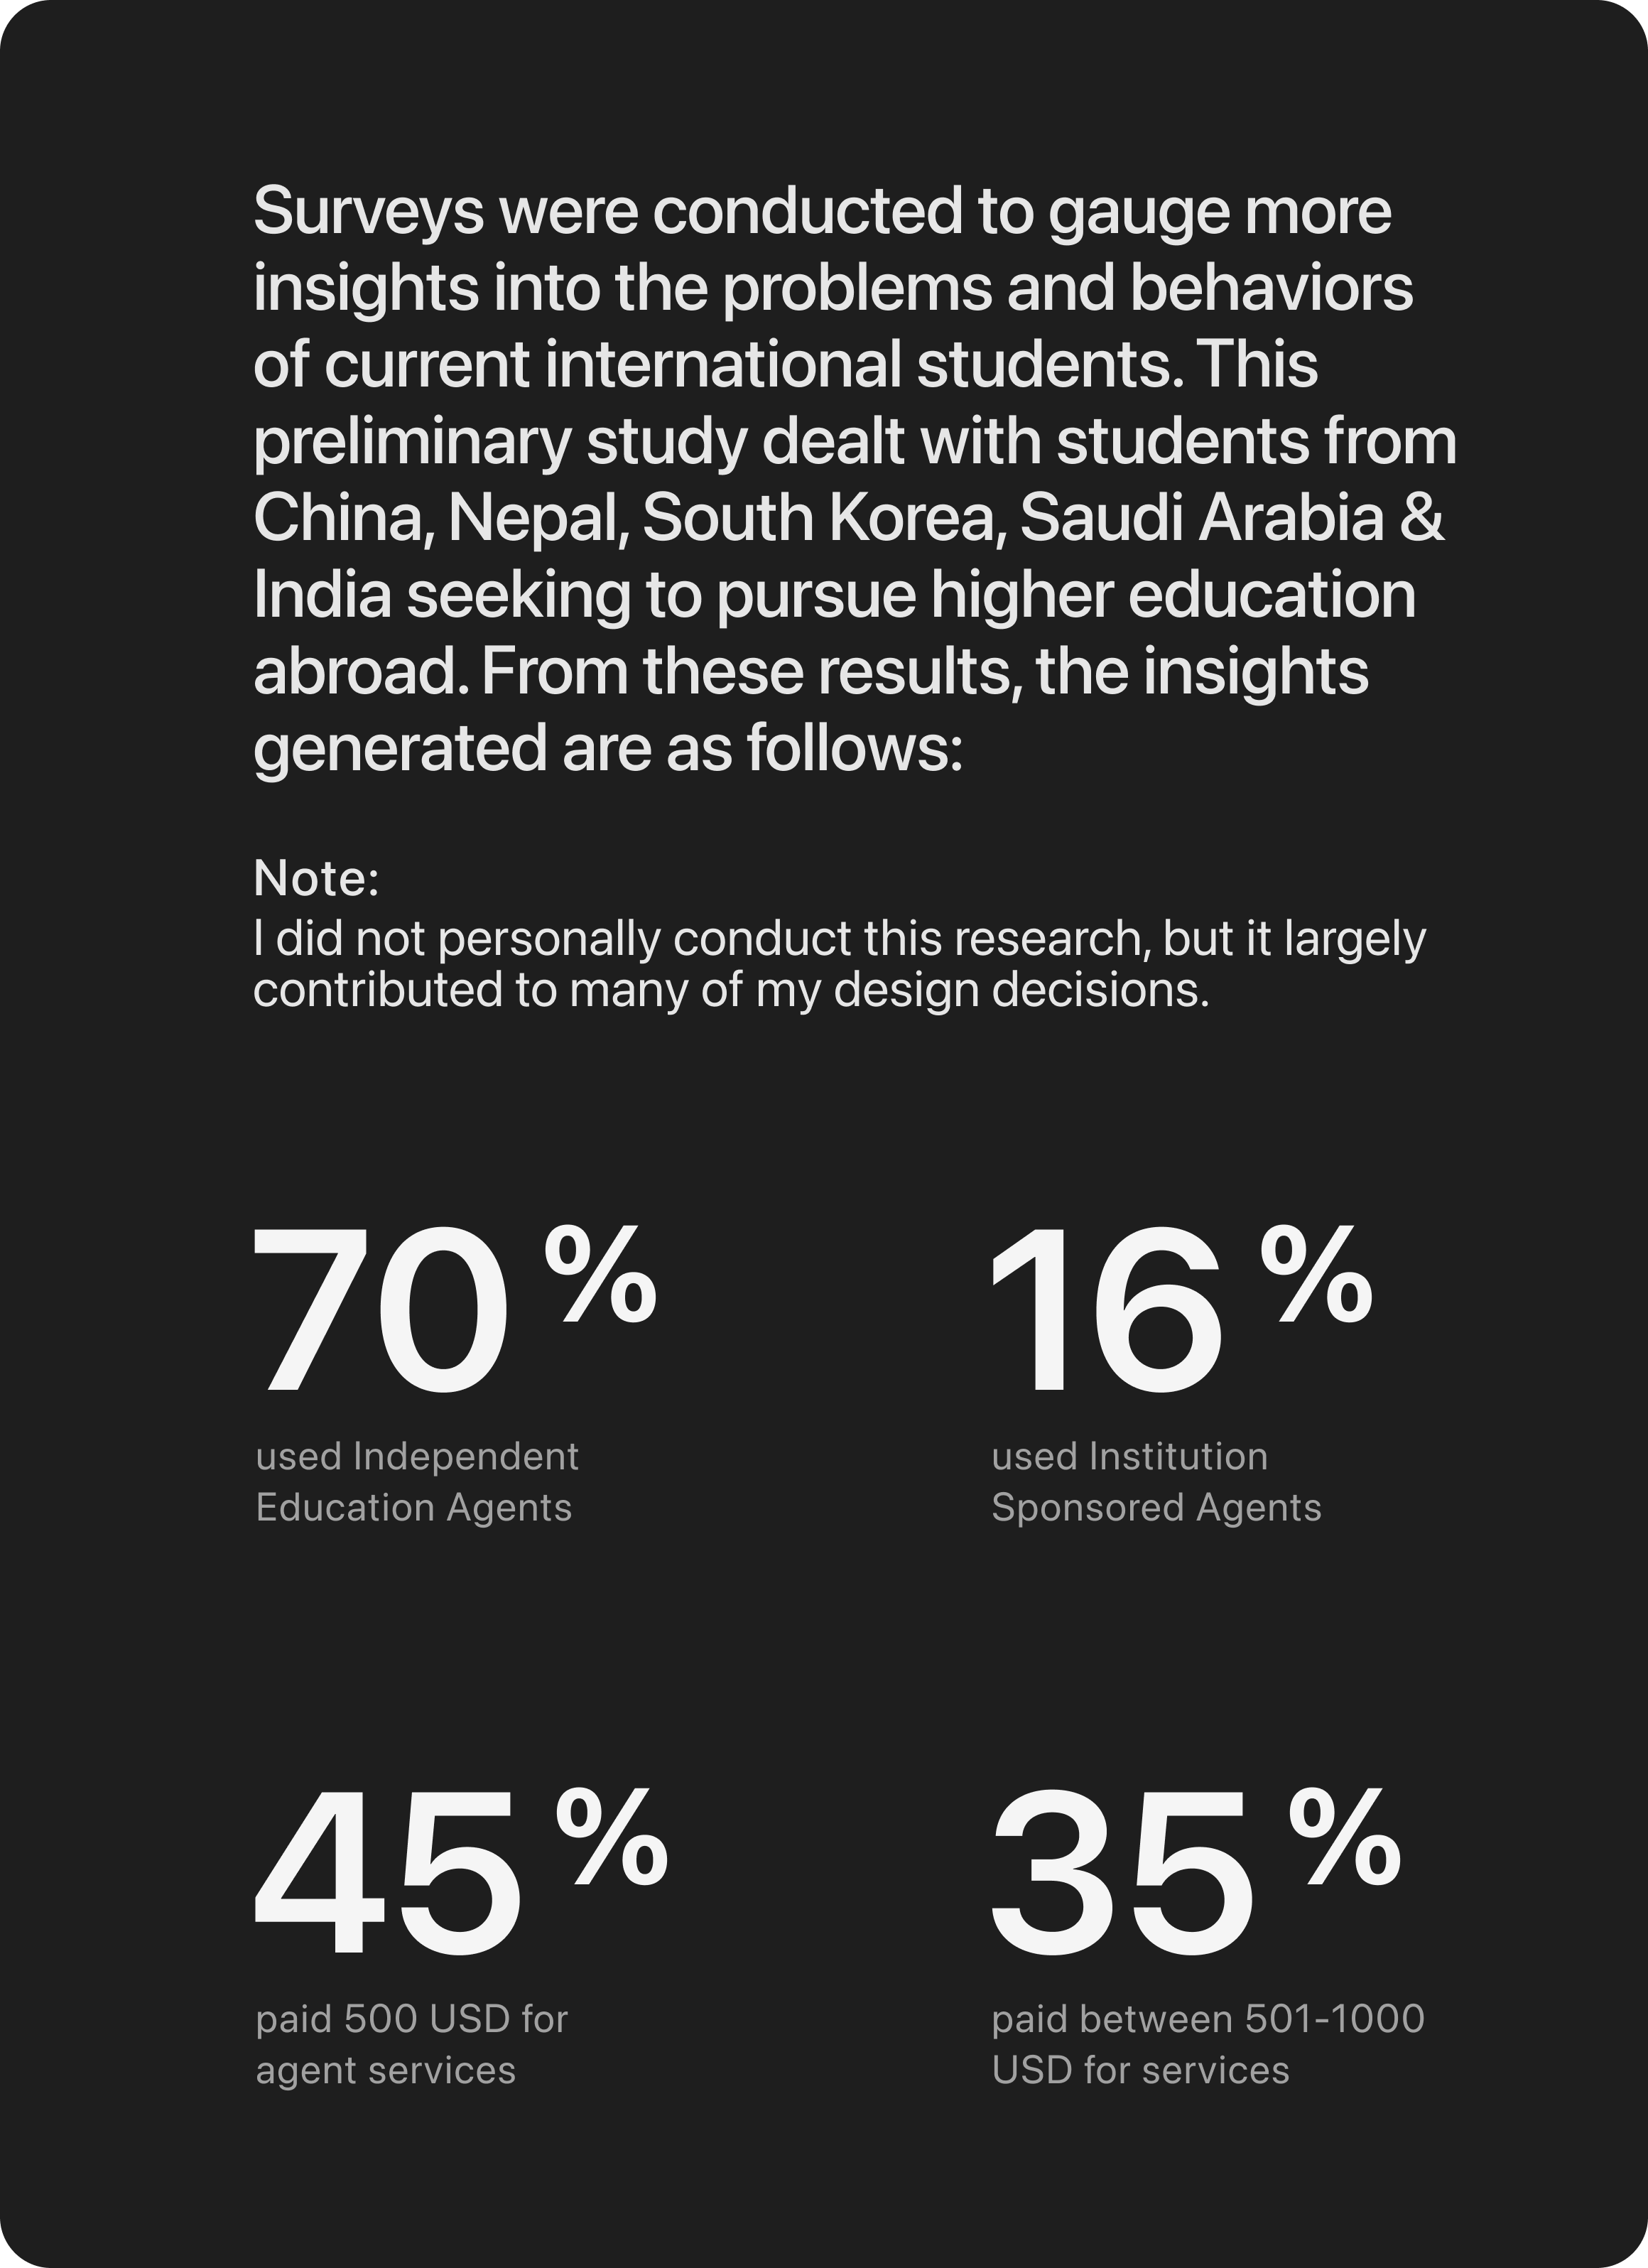 Surveys were conducted to gauge more
insights into the problems and behaviors
of current international students. This
preliminary study dealt with students from
China, Nepal, South Korea, Saudi Arabia &
India seeking to pursue higher education
abroad. From these results, the insights
generated are as follows:
Note:
I did not personally conduct this research, but it largely
contributed to many of my design decisions.
70%
used Independent
Education Agents
16%
used Institution
Sponsored Agents
45%
paid 500 USD for
agent services
35%
paid between 501-1000
USD for services